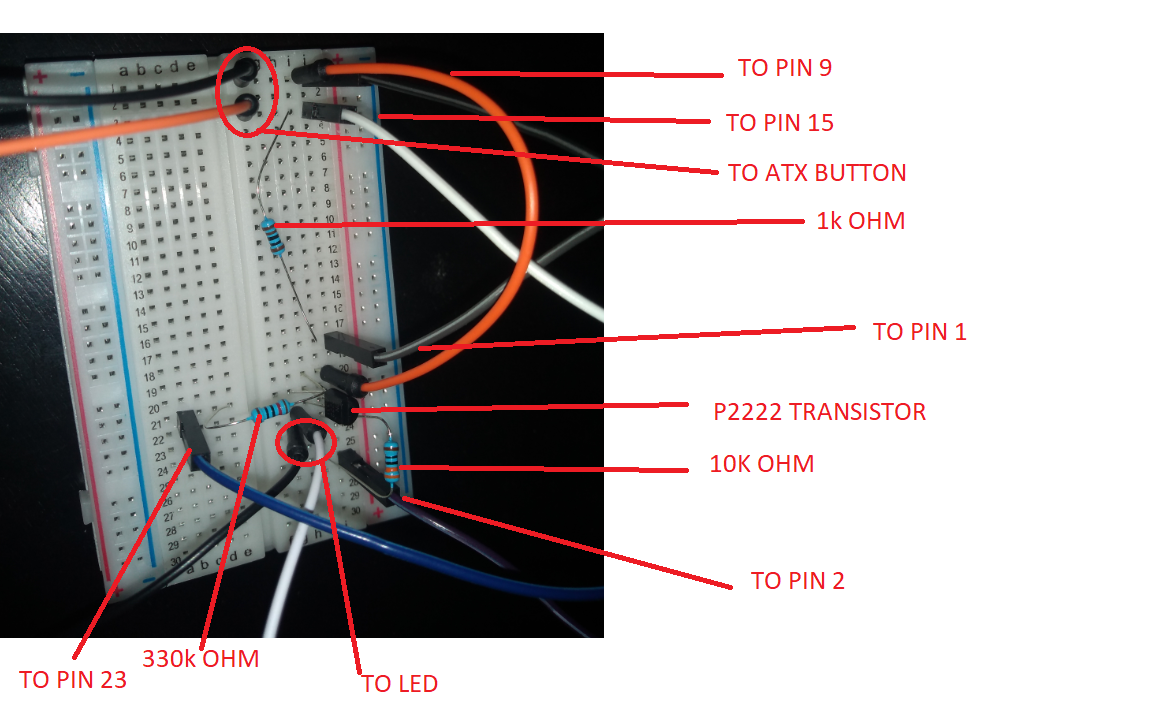 TO PIN 9
TO PIN 15
TO ATX BUTTON
1k OHM
TO PIN 1
P2222 TRANSISTOR
10K OHM
TO PIN 2
330k OHM
TO PIN 23
TO LED